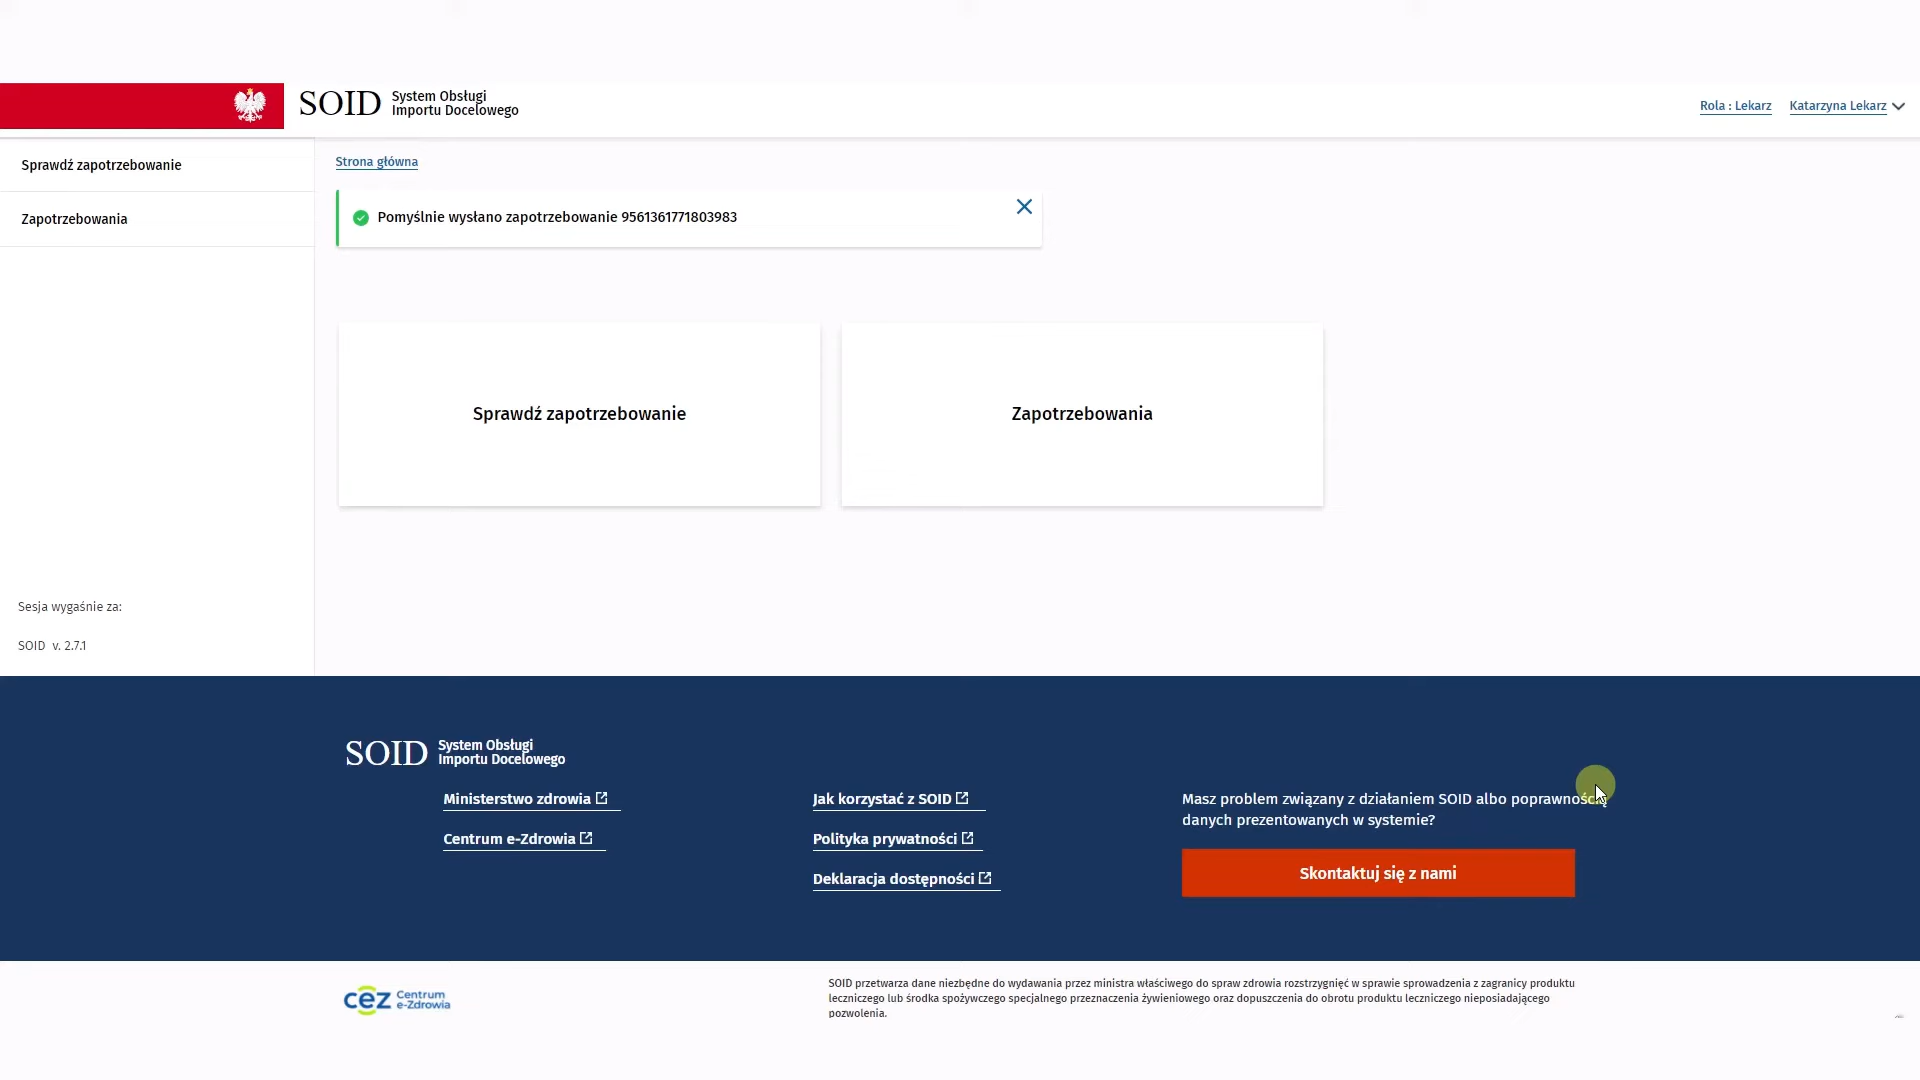 SOID System Obsługi
Importu Docelowego
Rola : Lekarz
Katarzyna Lekarz
Sprawdź zapotrzebowanie
Zapotrzebowania
Strona główna
Pomyślnie wysłano zapotrzebowanie 9561361771803983
Sprawdź zapotrzebowanie
Zapotrzebowania
Sesja wygaśnie za:
SOID v. 2.7.1
SOID System Obsługi
Importu Docelowego
Ministerstwo zdrowia
Centrum e-Zdrowia
Jak korzystać z SOID
Polityka prywatności
Deklaracja dostępności
Masz problem związany z działaniem SOID albo poprawnością
danych prezentowanych w systemie?
Skontaktuj się z nami
cez Centrum
e-Zdrowia
SOID przetwarza dane niezbędne do wydawania przez ministra właściwego do spraw zdrowia rozstrzygnięć w sprawie sprowadzenia z zagranicy produktu
leczniczego lub środka spożywczego specjalnego przeznaczenia żywieniowego oraz dopuszczenia do obrotu produktu leczniczego nieposiadającego
pozwolenia.